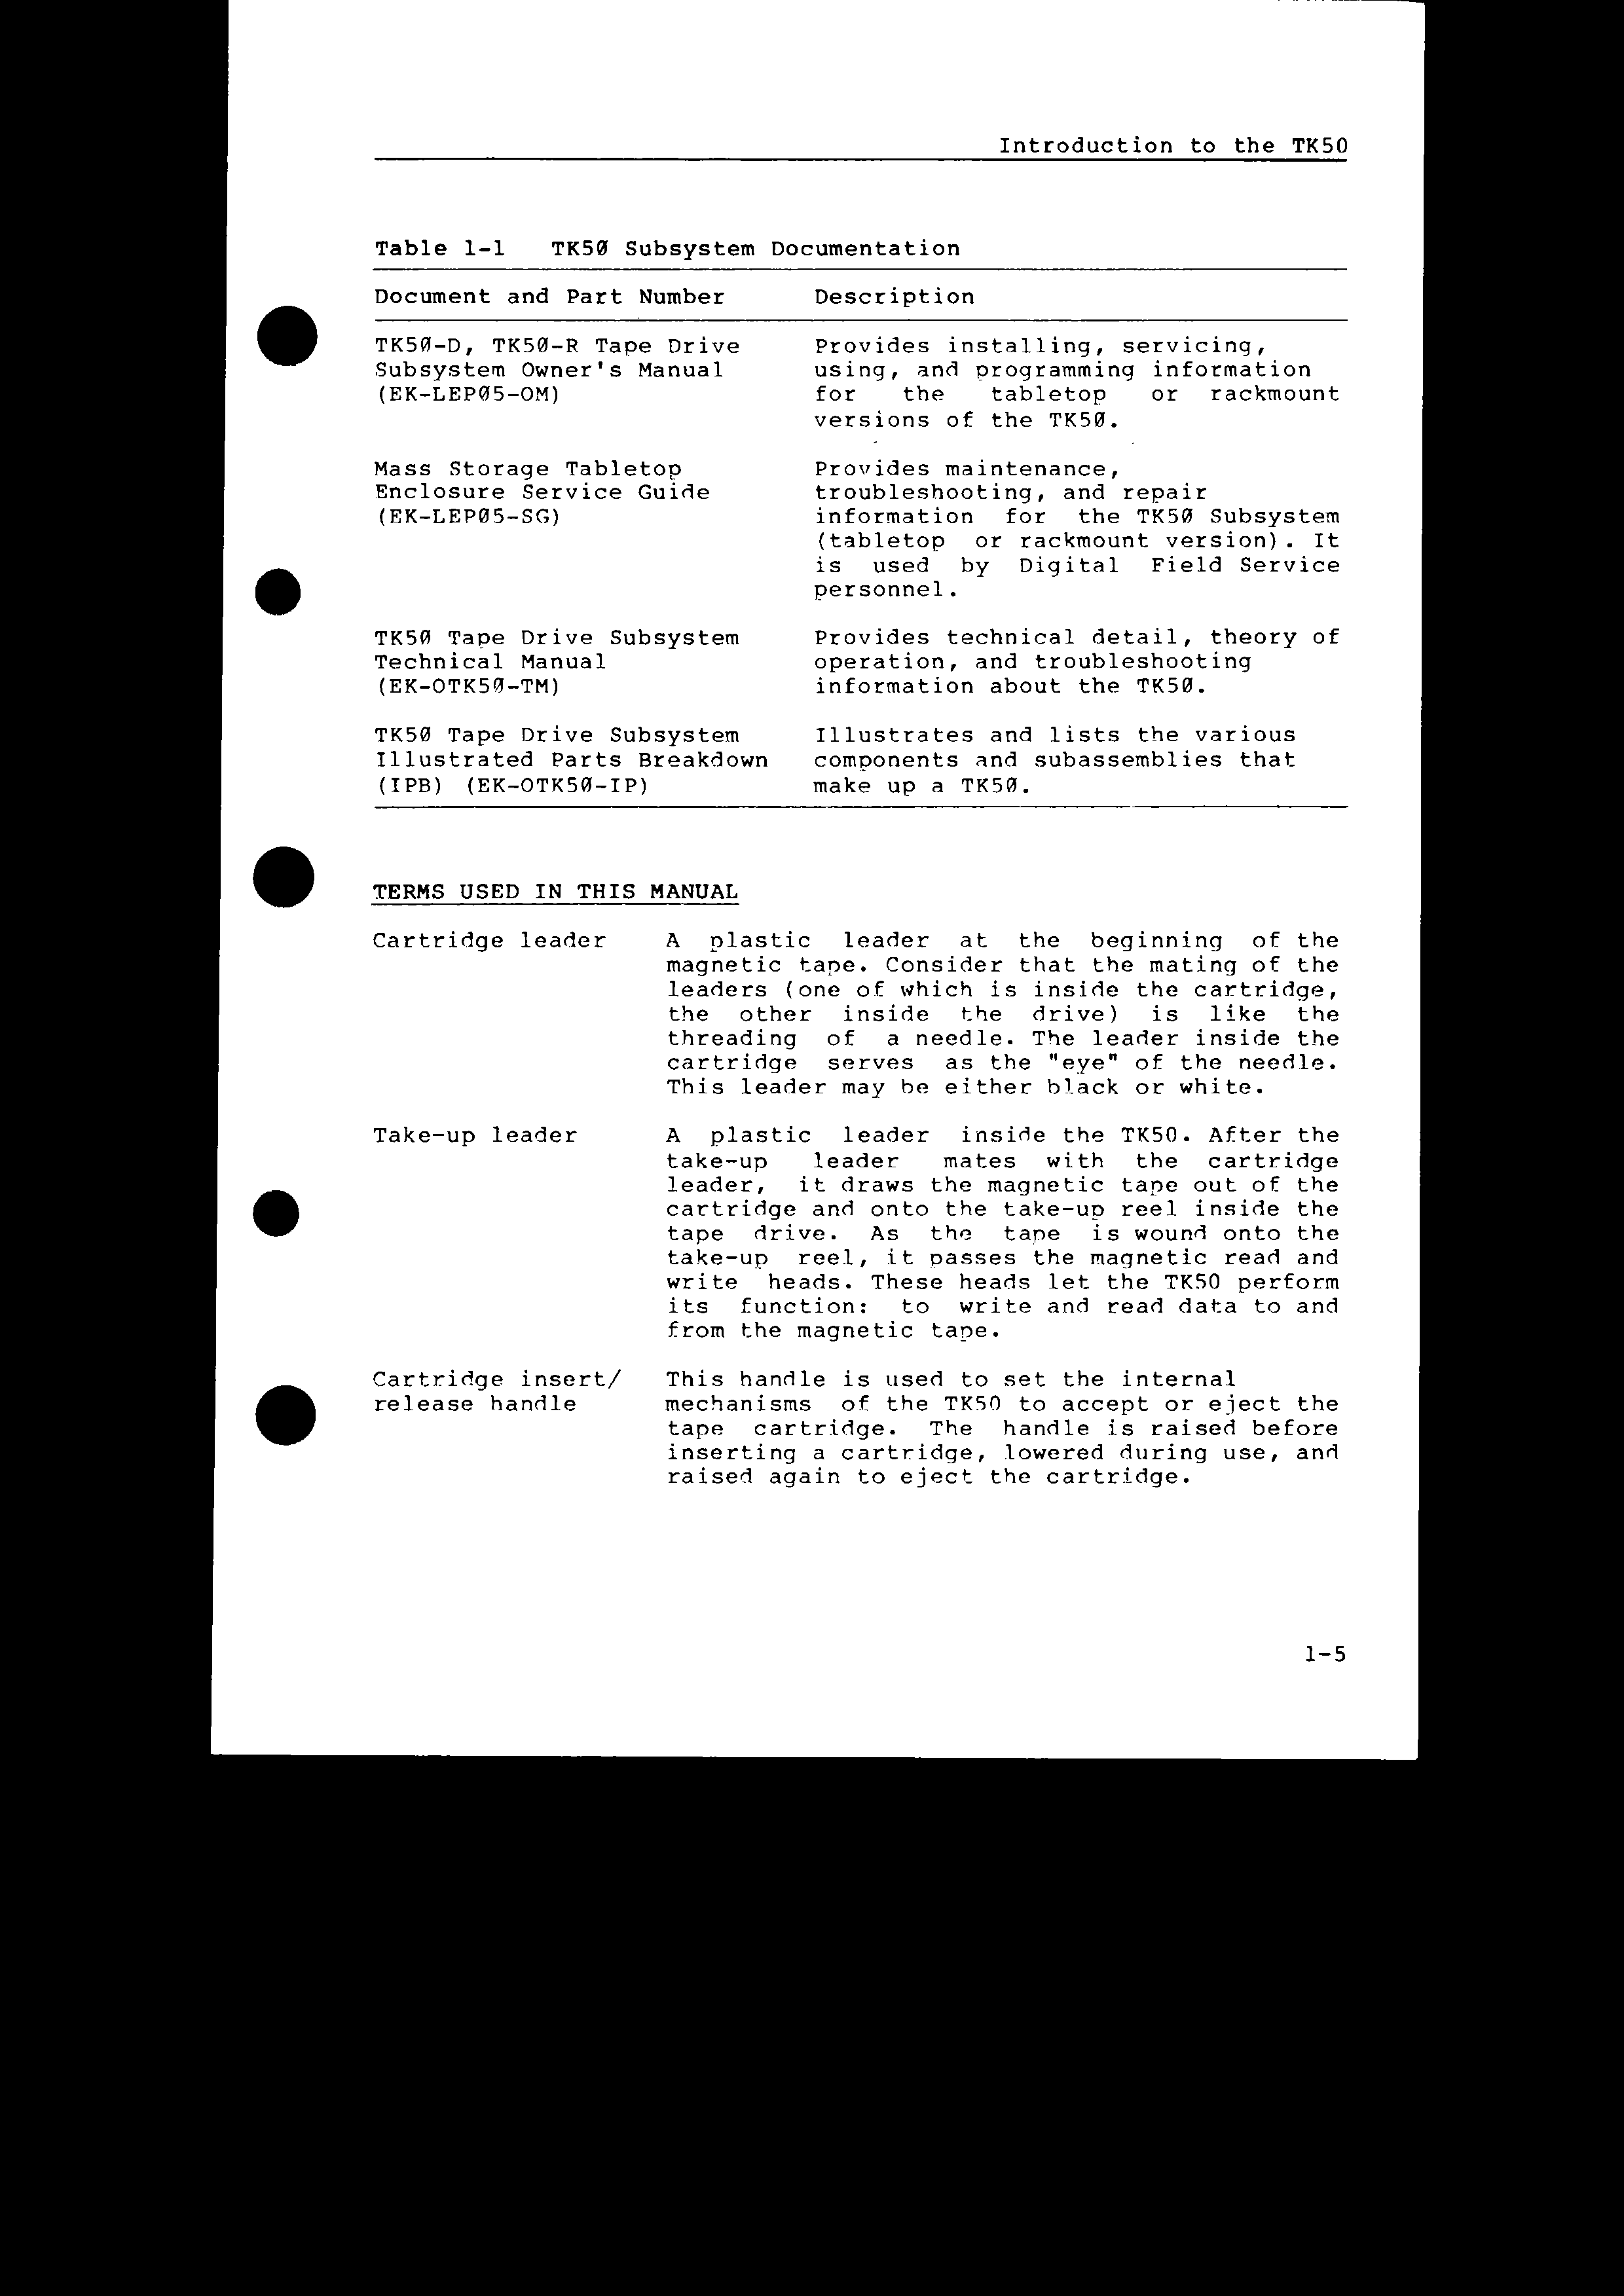 Introduction to the TK50
Table 1-1 TK50 Subsystem Documentation
Document and Part Number Description
TK50-D, TK50-R Tape Drive Provides installing, servicing,
Subsystem Owner's Manual using, and programming information
(EK-LEP05-OM) for the tabletop or rackmount
versions of the TK50.
Mass Storage Tabletop Provides maintenance,
Enclosure Service Guide troubleshooting, and repair
(EK-LEP05-SG) information for the TK50 Subsystem
(tabletop or rackmount version). It
is used by Digital Field Service
personnel.
TK50 Tape Drive Subsystem Provides technical detail, theory of
Technical Manual operation, and troubleshooting
(EK-OTK50-TM) information about the TK50.
TK50 Tape Drive Subsystem Illustrates and lists the various
Illustrated Parts Breakdown components and subassemblies that
(IPB) (EK-OTK50-IP) make up a TK50.
TERMS USED IN THIS MANUAL
Cartridge leader A plastic leader at the beginning of the
magnetic tape. Consider that the mating of the
leaders (one of which is inside the cartridge,
the other inside the drive) is like the
threading of a needle. The leader inside the
cartridge serves as the "eye" of the needle.
This leader may be either black or white.
Take-up leader A plastic leader inside the TK50. After the
take-up leader mates with the cartridge
leader, it draws the magnetic tape out of the
cartridge and onto the take-up reel inside the
tape drive. As the tape is wound onto the
take-up reel, it passes the magnetic read and
write heads. These heads let the TK50 perform
its function: to write and read data to and
from the magnetic tape.
Cartridge insert/ This handle is used to set the internal
release handle mechanisms of the TK50 to accept or eject the
tape cartridge. The handle is raised before
inserting a cartridge, lowered during use, and
raised again to eject the cartridge.
1-5